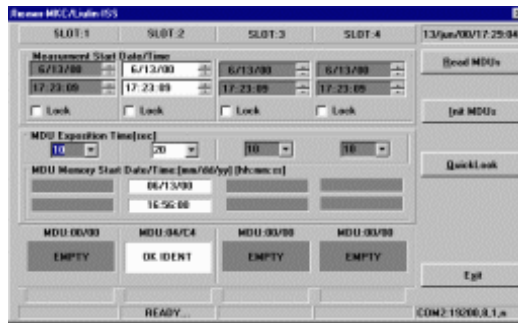 MKC/Liulin-ISS
SLOT:1 SLOT:2 SLOT:3 SLOT:4 13/jun/00/17:29:04
Measurement Start Date/Time
6/13/00 6/13/00 6/13/00 6/13/00 Read MDUs
17:23:09 17:23:09 17:23:09 17:23:09
Lock Lock Lock Lock Init MDUs
MDU Exposition Time[sec]
10 20 10 10
MDU Memory Start Date/Time:[mm/dd/yy] [hh:mm:ss] QuickLook
06/13/00
16:56:00
MDU:00/00 MDU:04/C4 MDU:00/00 MDU:00/00
EMPTY OK IDENT EMPTY EMPTY
Exit
READY... COM2:19200,8,1,n